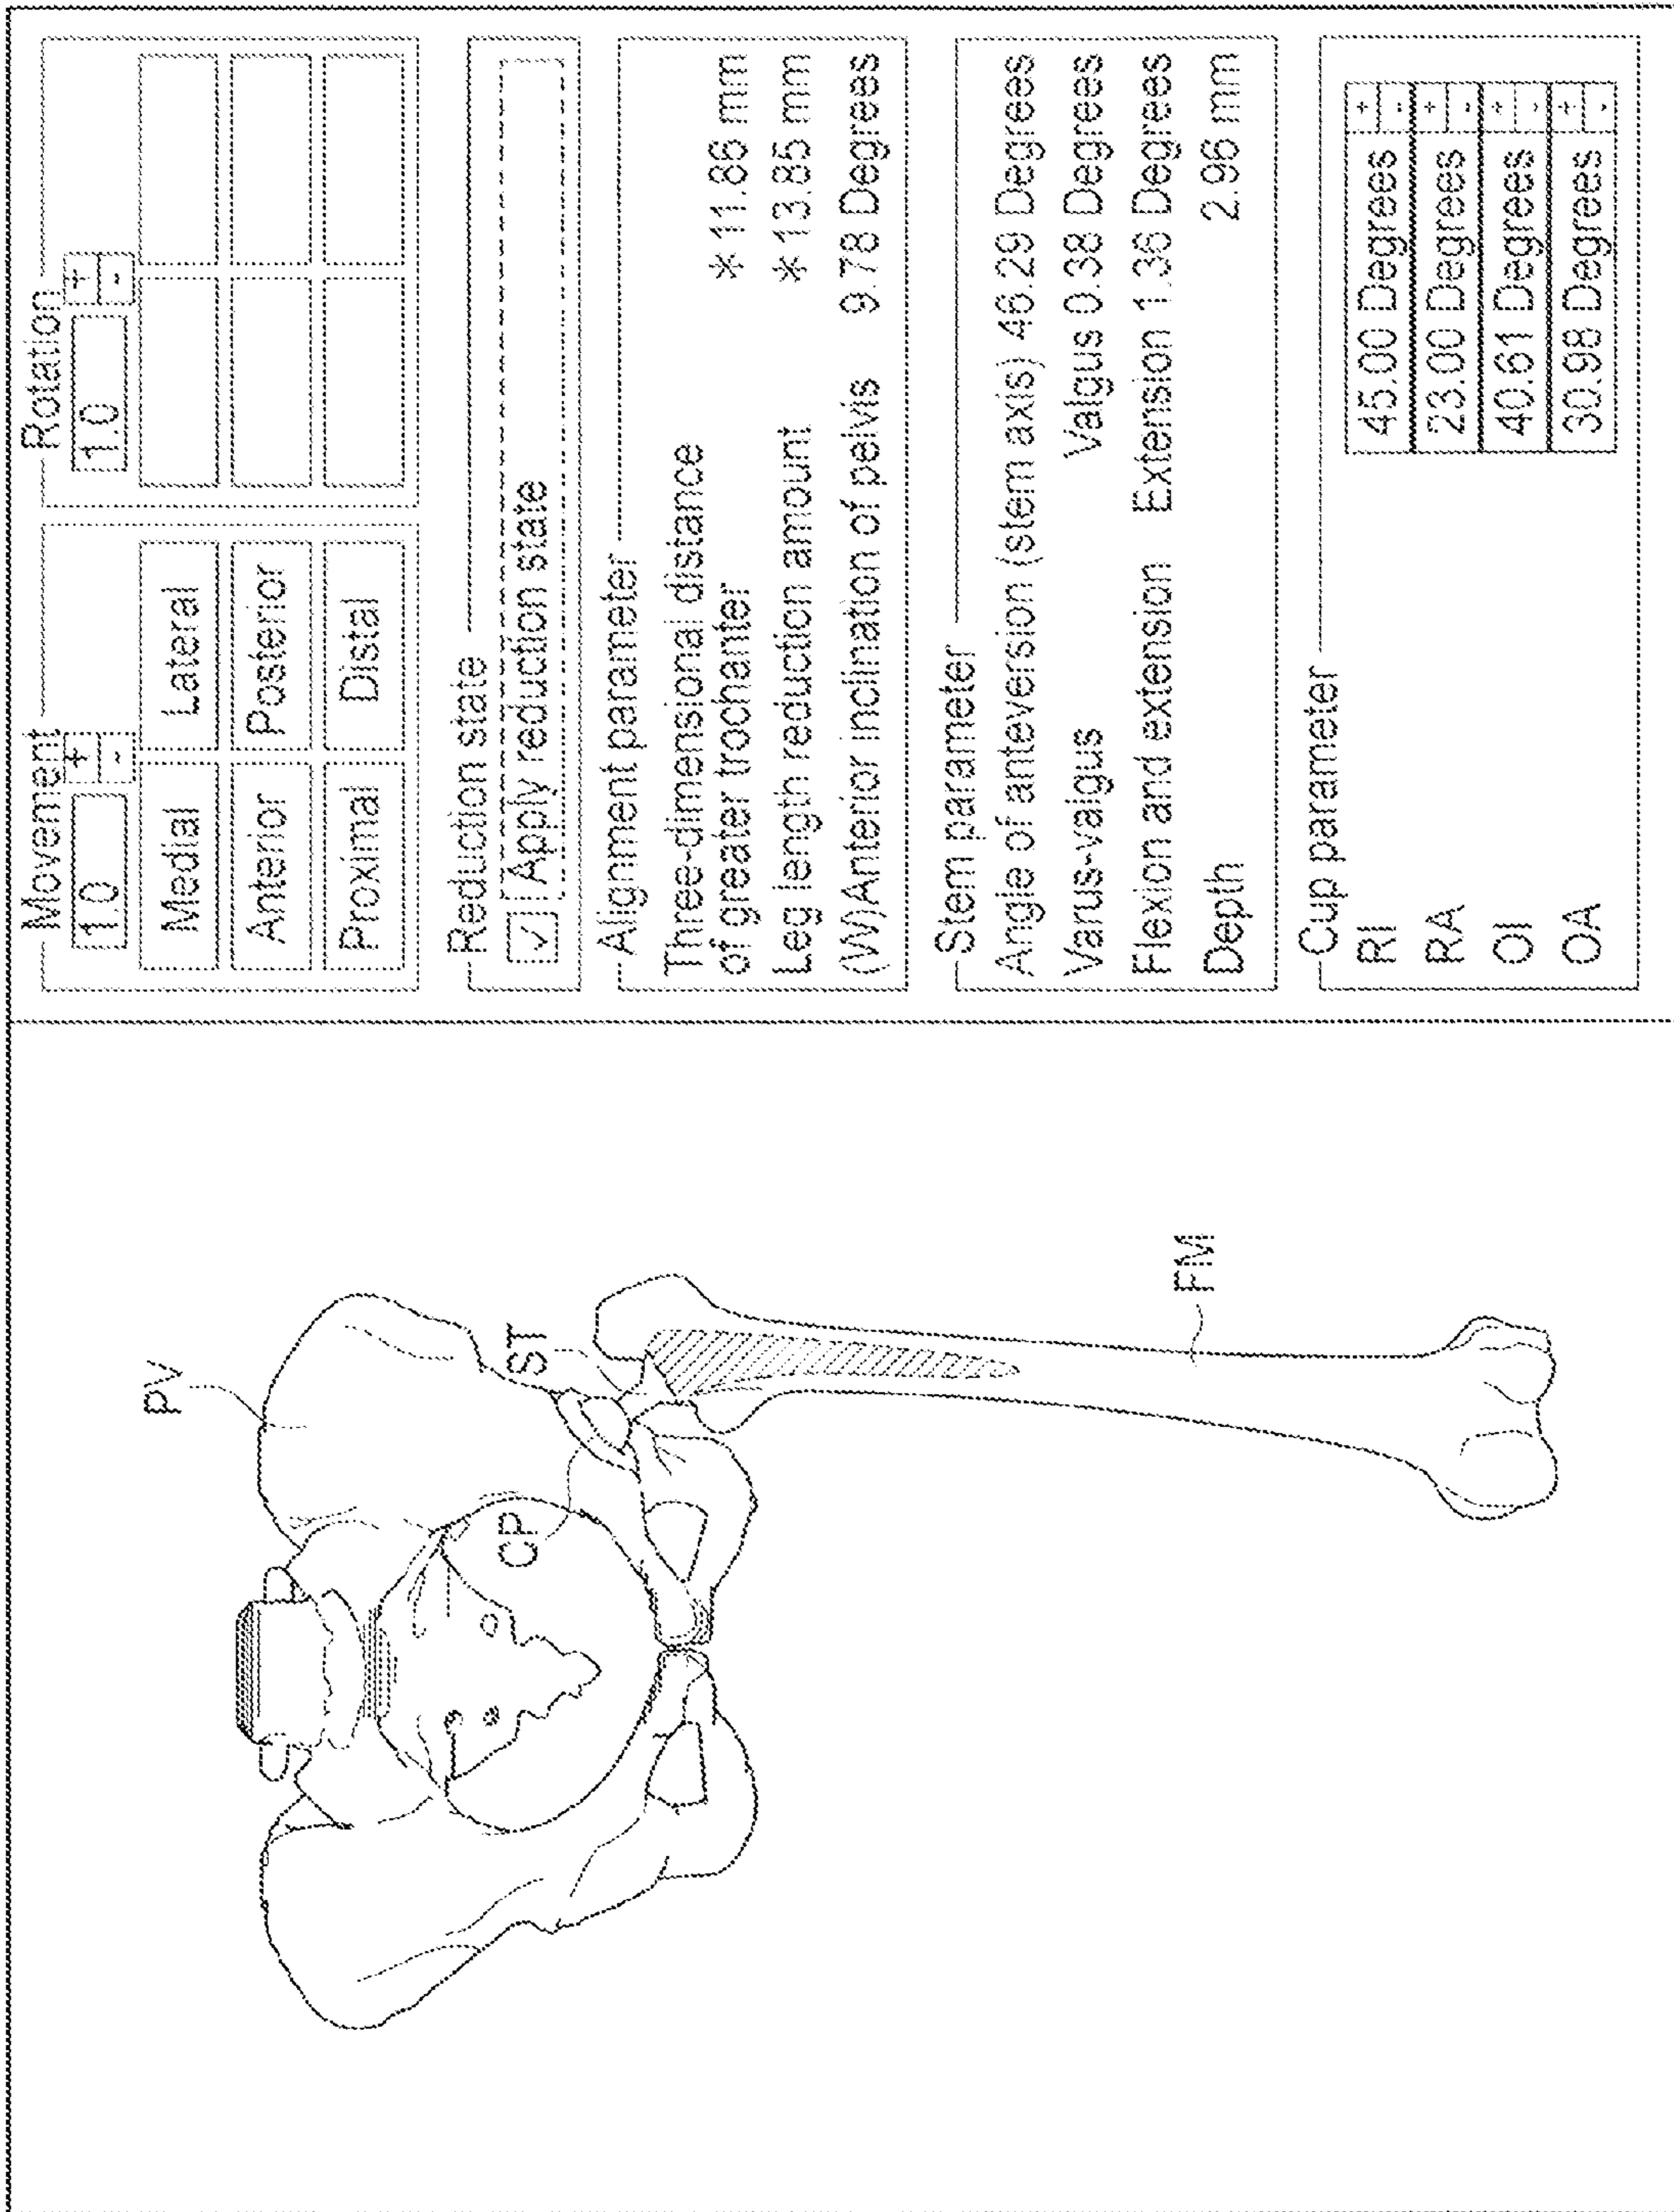 PV
ST
CP
FM
Movement
1.0
+
-
Medial
Lateral
Anterior
Posterior
Proximal
Distal
Rotation
1.0
+
-
Reduction state
Apply reduction state
Alignment parameter
Three-dimensional distance
of greater trochanter *11.86 mm
Leg length reduction amount *13.85 mm
(W)Anterior inclination of pelvis 9.78 Degrees
Stem parameter
Angle of anteversion (stem axis) 46.29 Degrees
Varus-valgus Valgus 0.38 Degrees
Flexion and extension Extension 1.36 Degrees
Depth 2.96 mm
Cup parameter
RI 45.00 Degrees + -
RA 23.00 Degrees + -
OI 40.61 Degrees + -
OA 30.98 Degrees + -